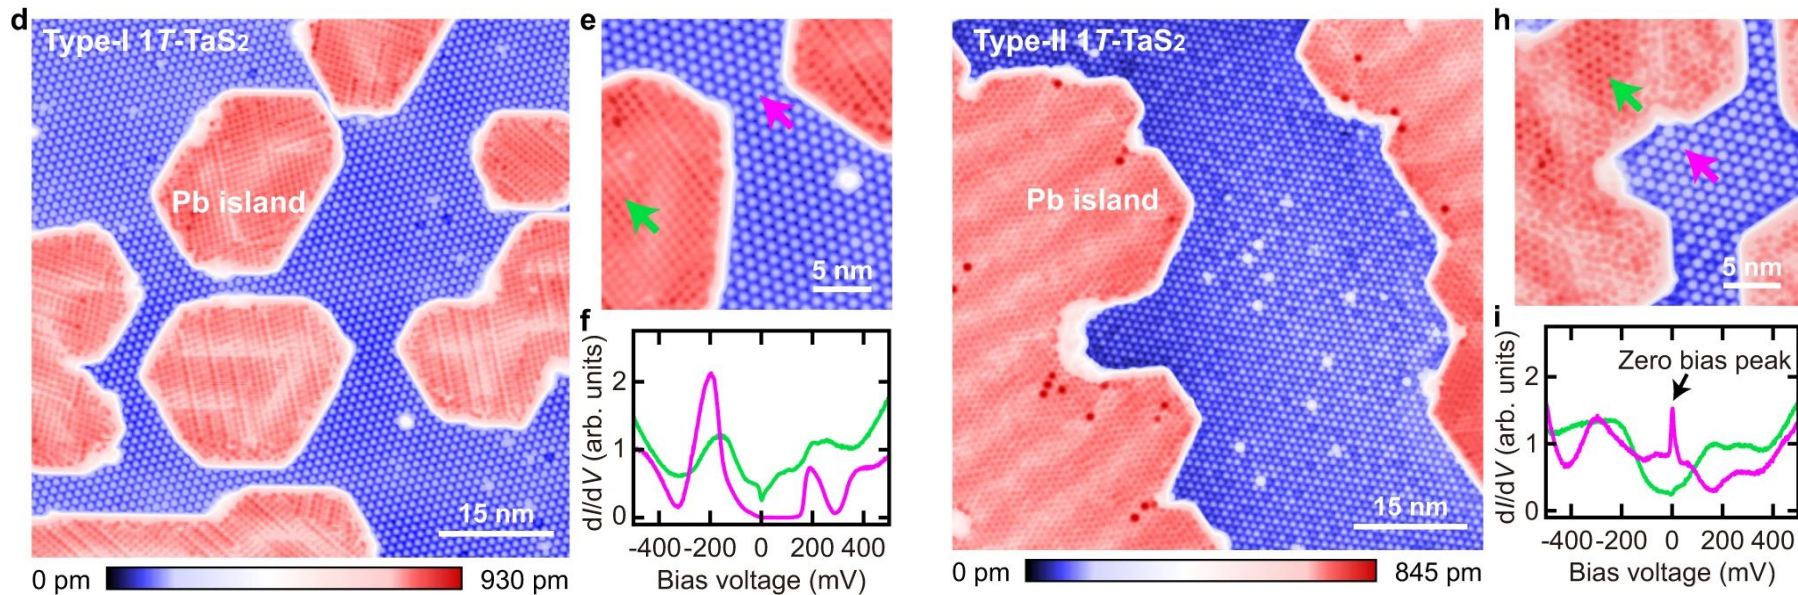 d
Type-I 1T-TaS2
Pb island
15 nm
0 pm
930 pm
e
5 nm
f
dI/dV (arb. units)
2
1
0
-400 -200 0 200 400
Bias voltage (mV)
Type-II 1T-TaS2
Pb island
15 nm
0 pm
845 pm
h
5 nm
i
Zero bias peak
dI/dV (arb. units)
2
1
0
-400 -200 0 200 400
Bias voltage (mV)